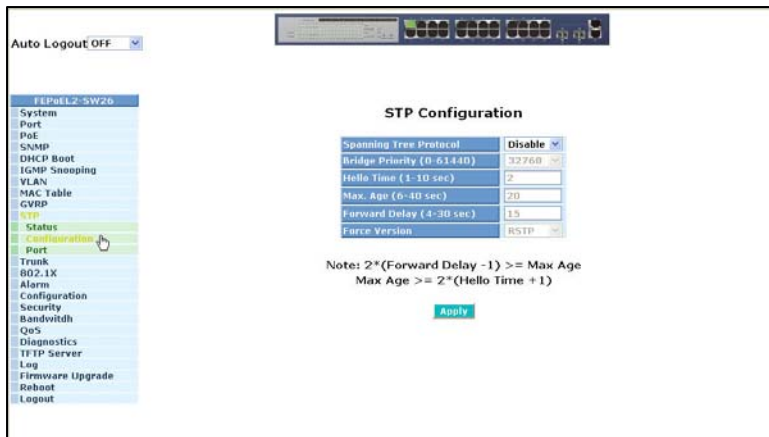 Auto Logout OFF
FEPoEL2-SW26
System
Port
PoE
SNMP
DHCP Boot
IGMP Snooping
VLAN
MAC Table
GVRP
STP
Status
Configuration
Port
Trunk
802.1X
Alarm
Configuration
Security
Bandwitdh
QoS
Diagnostics
TFTP Server
Log
Firmware Upgrade
Reboot
Logout
STP Configuration
Spanning Tree Protocol Disable
Bridge Priority (0-61440) 32768
Hello Time (1-10 sec) 2
Max. Age (6-40 sec) 20
Forward Delay (4-30 sec) 15
Force Version RSTP
Note: 2*(Forward Delay -1) >= Max Age
Max Age >= 2*(Hello Time +1)
Apply